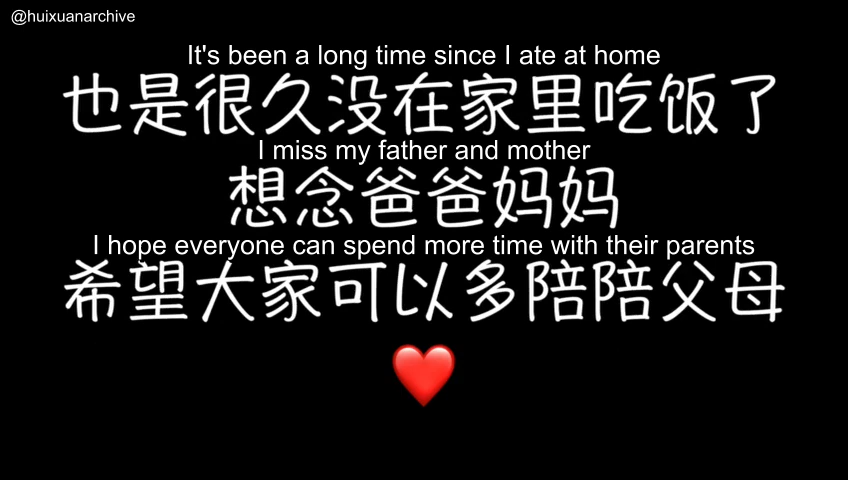 @huixuanarchive
It's been a long time since I ate at home
也是很久没在家里吃饭了
I miss my father and mother
想念爸爸妈妈
I hope everyone can spend more time with their parents
希望大家可以多陪陪父母